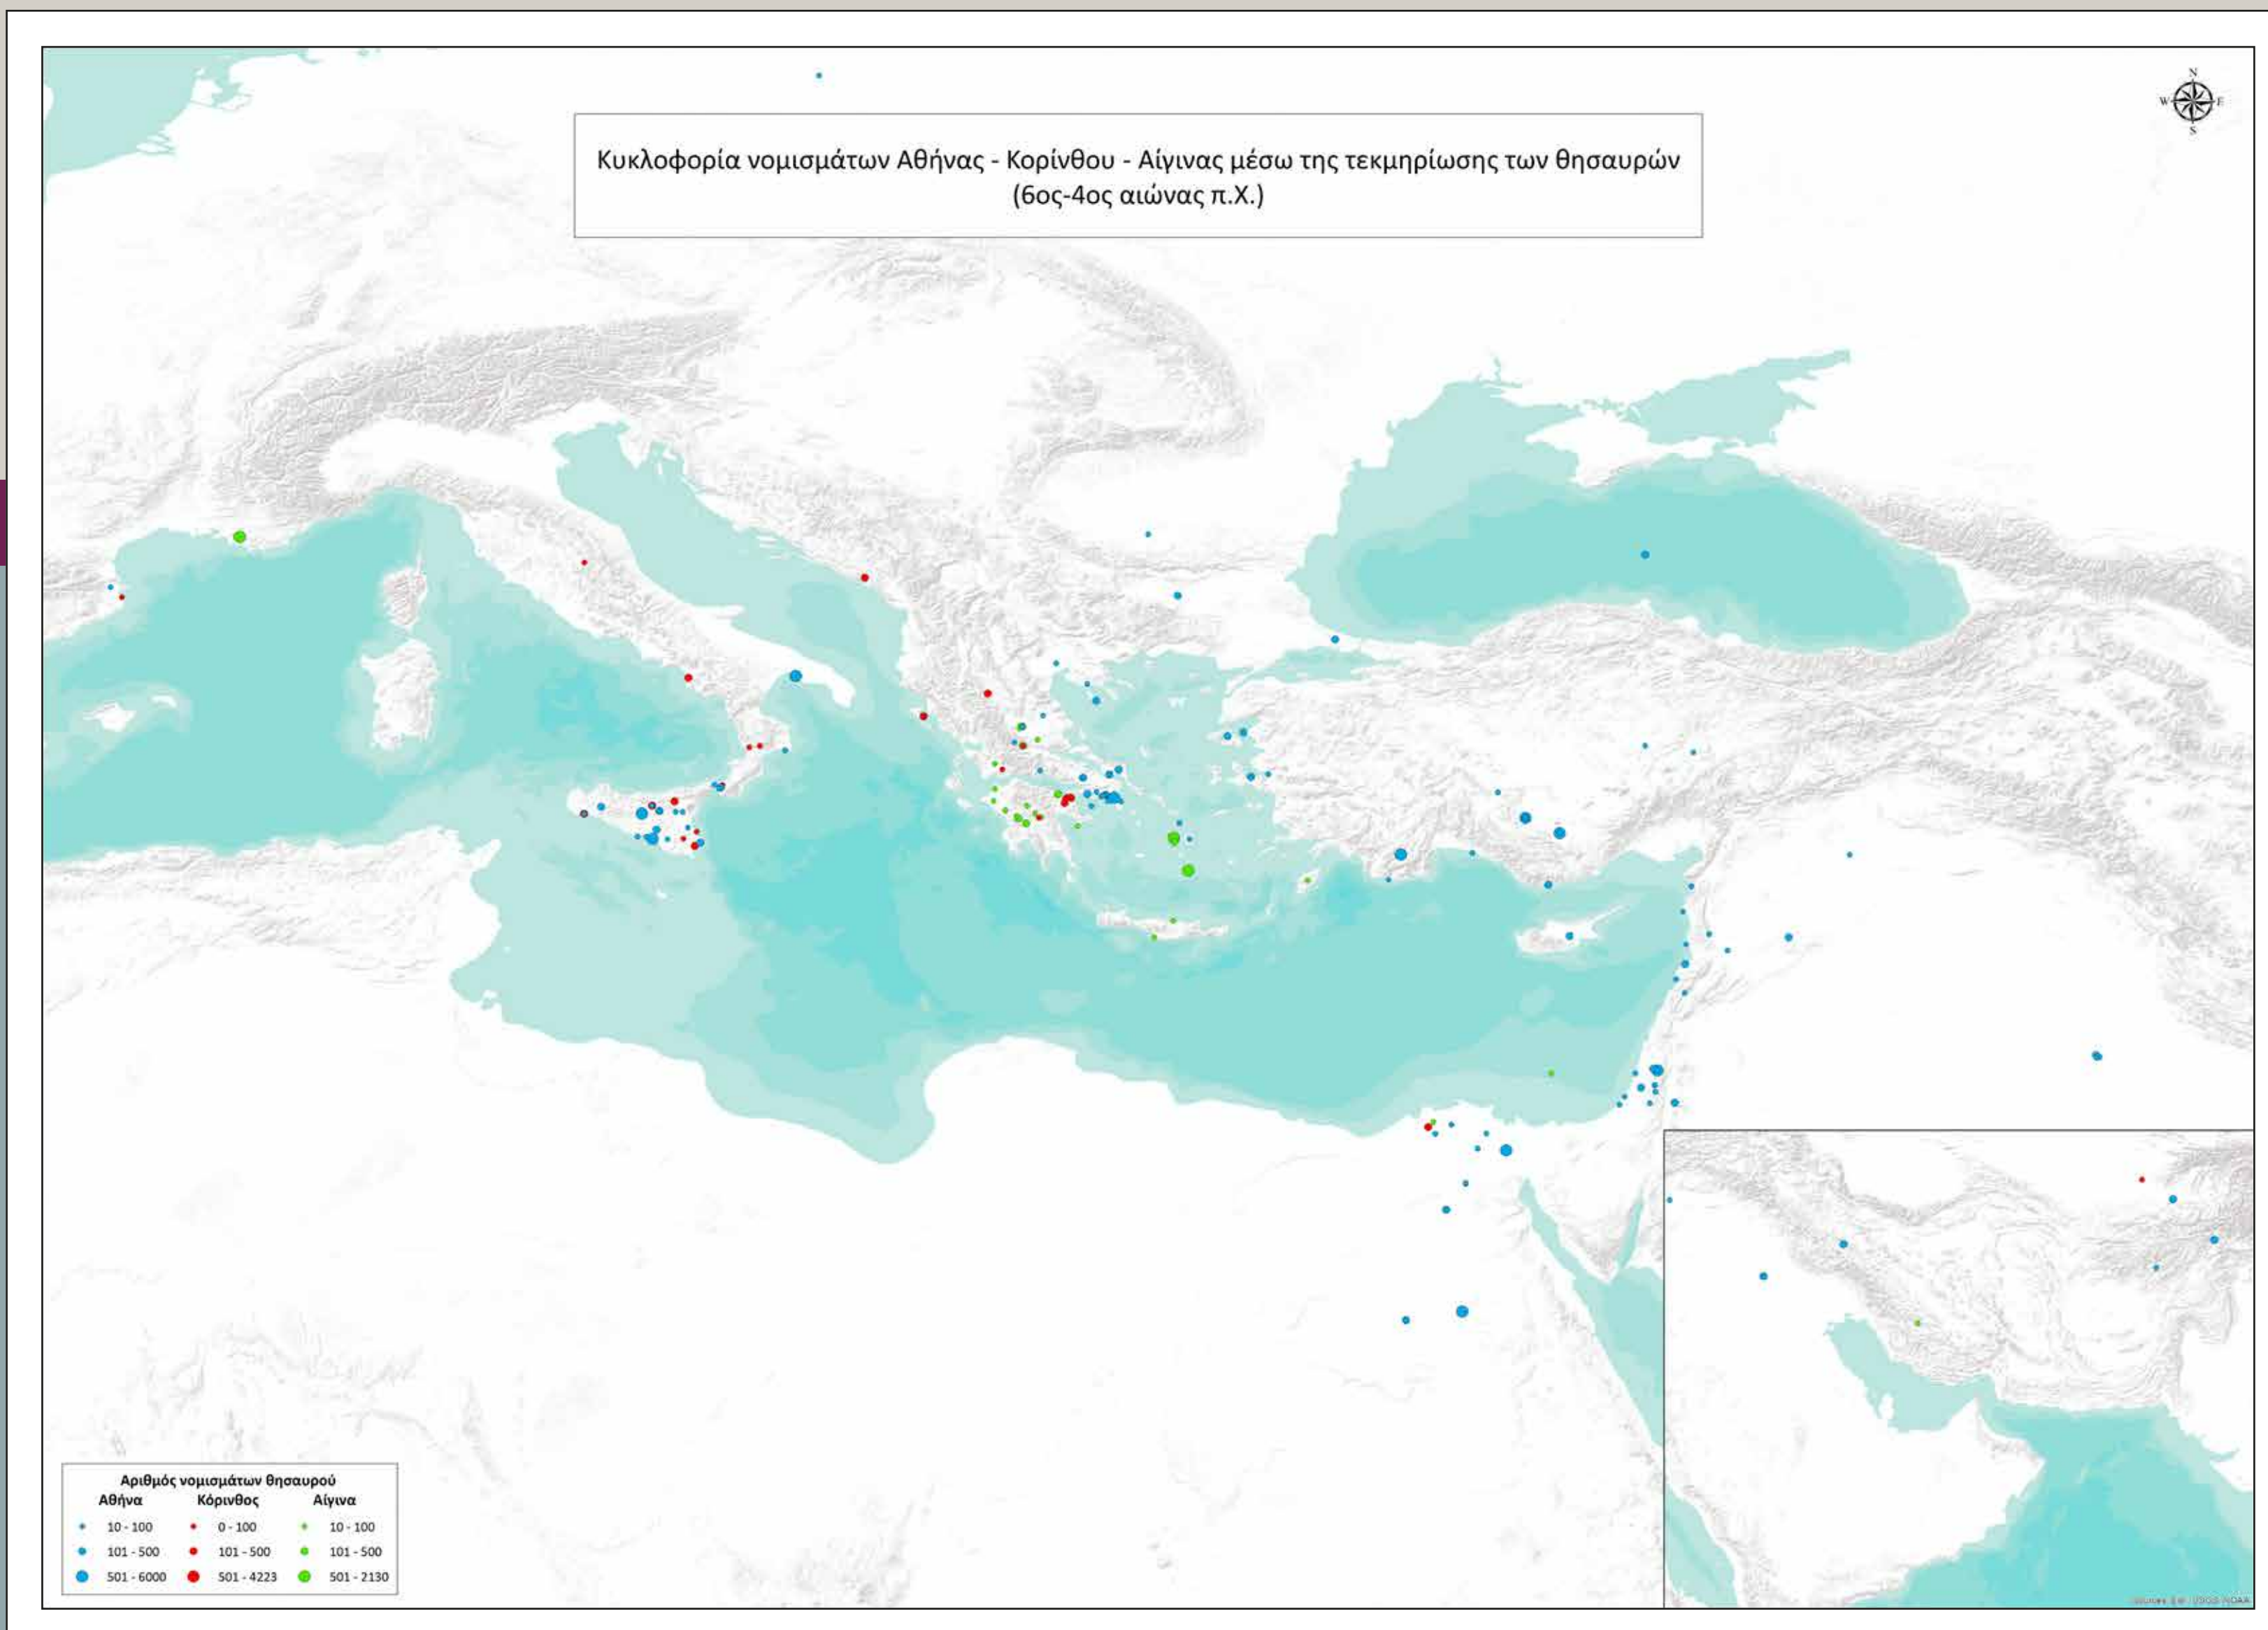 Κυκλοφορία νομισμάτων Αθήνας - Κορίνθου - Αίγινας μέσω της τεκμηρίωσης των θησαυρών
(6ος-4ος αιώνας π.Χ.)
N
W E
S
Αριθμός νομισμάτων θησαυρού
Αθήνα Κόρινθος Αίγινα
10 - 100 0 - 100 10 - 100
101 - 500 101 - 500 101 - 500
501 - 6000 501 - 4223 501 - 2130